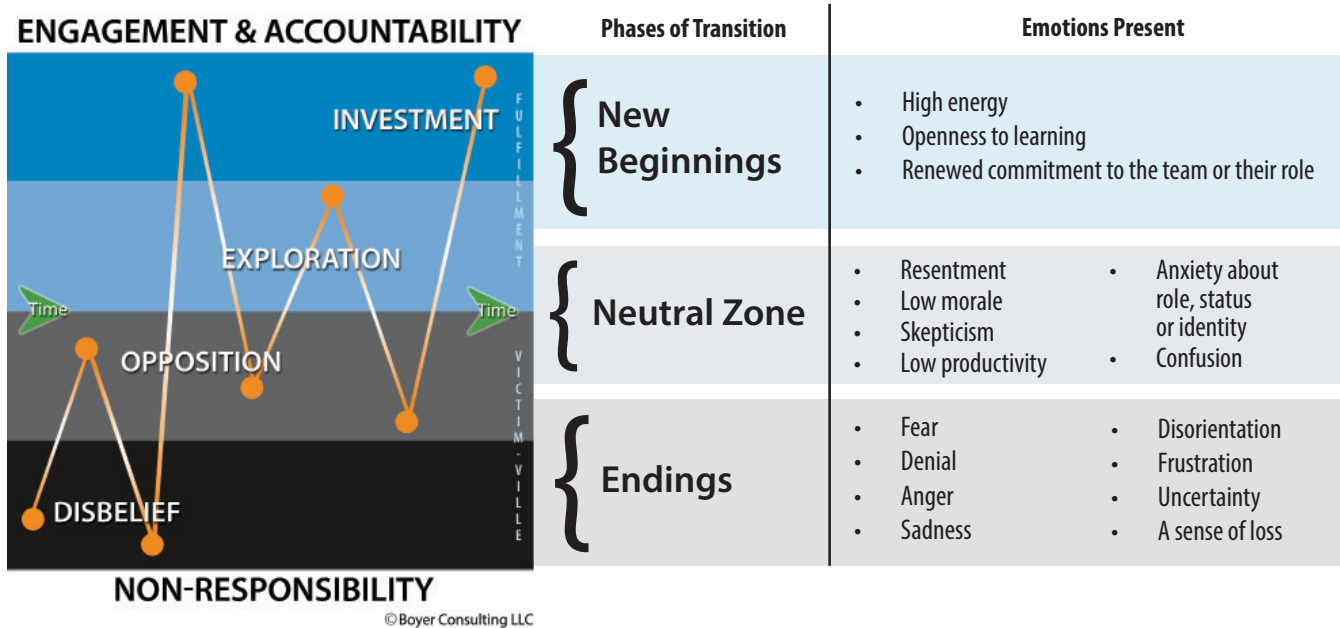 ENGAGEMENT & ACCOUNTABILITY
INVESTMENT
EXPLORATION
Time
Time
OPPOSITION
DISBELIEF
FULFILLMENT
VICTIM-VILLE
NON-RESPONSIBILITY
© Boyer Consulting LLC
Phases of Transition
Emotions Present
New
Beginnings
• High energy
• Openness to learning
• Renewed commitment to the team or their role
Neutral Zone
• Resentment
• Low morale
• Skepticism
• Low productivity
• Anxiety about
role, status
or identity
• Confusion
Endings
• Fear
• Denial
• Anger
• Sadness
• Disorientation
• Frustration
• Uncertainty
• A sense of loss